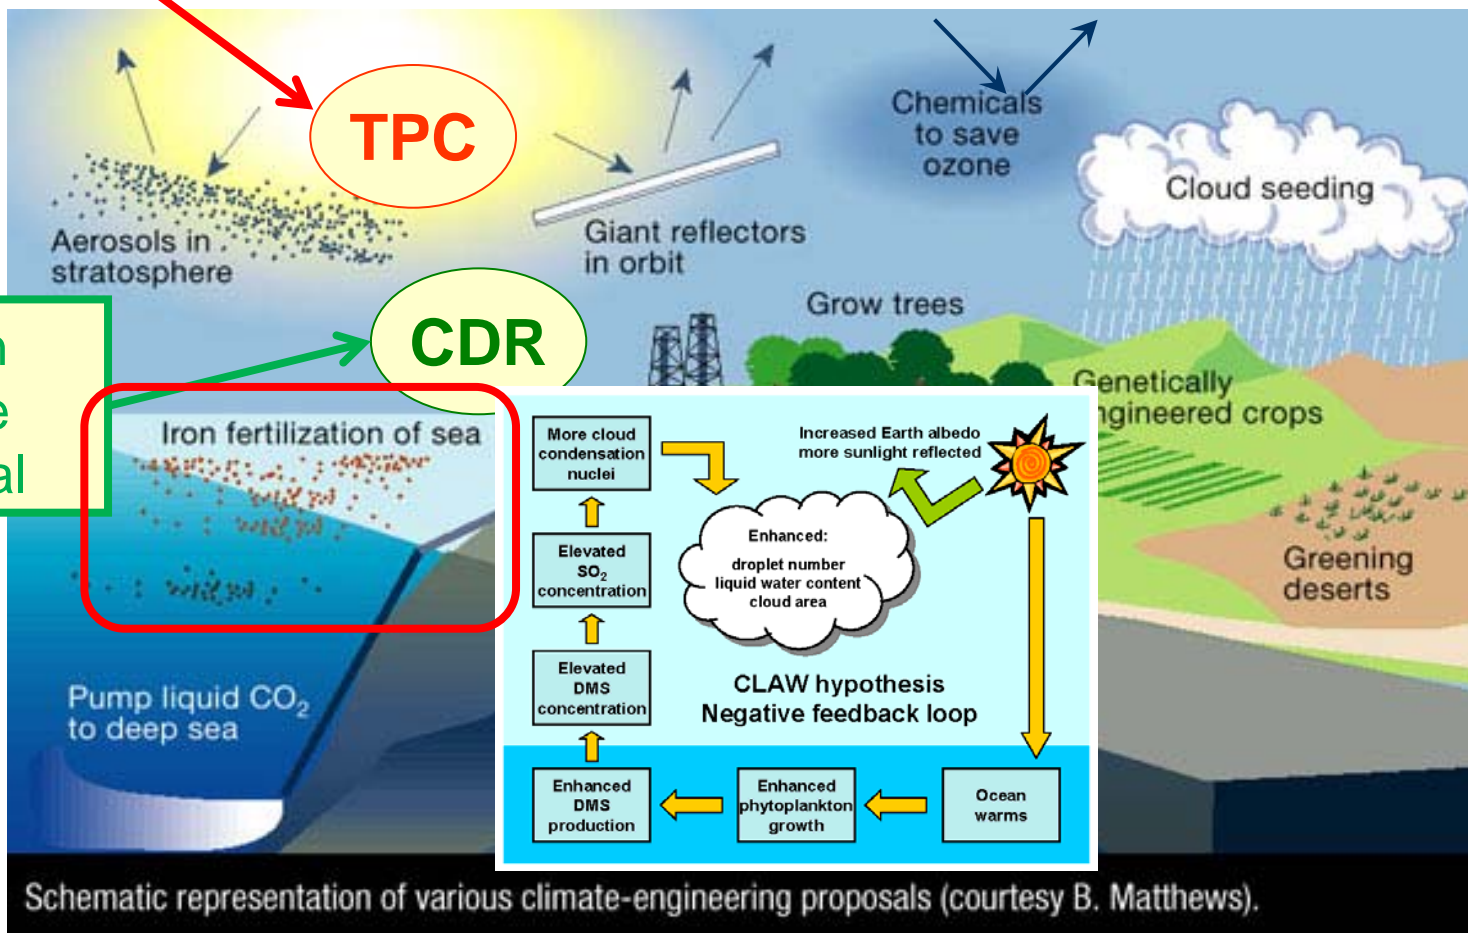 TPC
Chemicals
to save
ozone
Cloud seeding
Aerosols in
stratosphere
Giant reflectors
in orbit
Grow trees
CDR
Genetically
ngineered crops
Iron fertilization of sea
Greening
deserts
Pump liquid CO₂
to deep sea
More cloud
condensation
nuclei
Increased Earth albedo
more sunlight reflected
Enhanced:
droplet number
liquid water content
cloud area
Elevated
SO₂
concentration
Elevated
DMS
concentration
CLAW hypothesis
Negative feedback loop
Enhanced
DMS
production
Enhanced
phytoplankton
growth
Ocean
warms
Schematic representation of various climate-engineering proposals (courtesy B. Matthews).